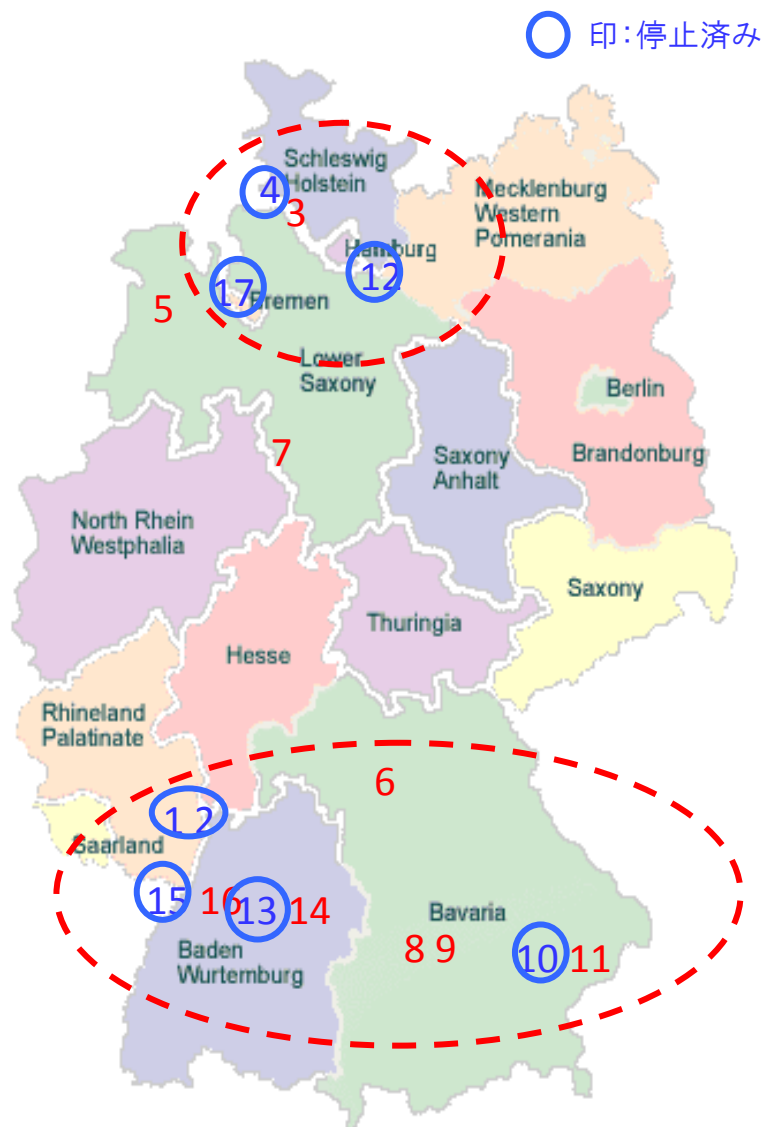 印:停止済み
Schleswig
Holstein
4
3
Mecklenburg
Western
Pomerania
Hamburg
12
17
Bremen
5
Lower
Saxony
Berlin
7
Saxony
Anhalt
Brandonburg
North Rhein
Westphalia
Saxony
Thuringia
Hesse
Rhineland
Palatinate
6
1 2
Saarland
15
16
13
14
Bavaria
Baden
Wurtemburg
8 9
10
11